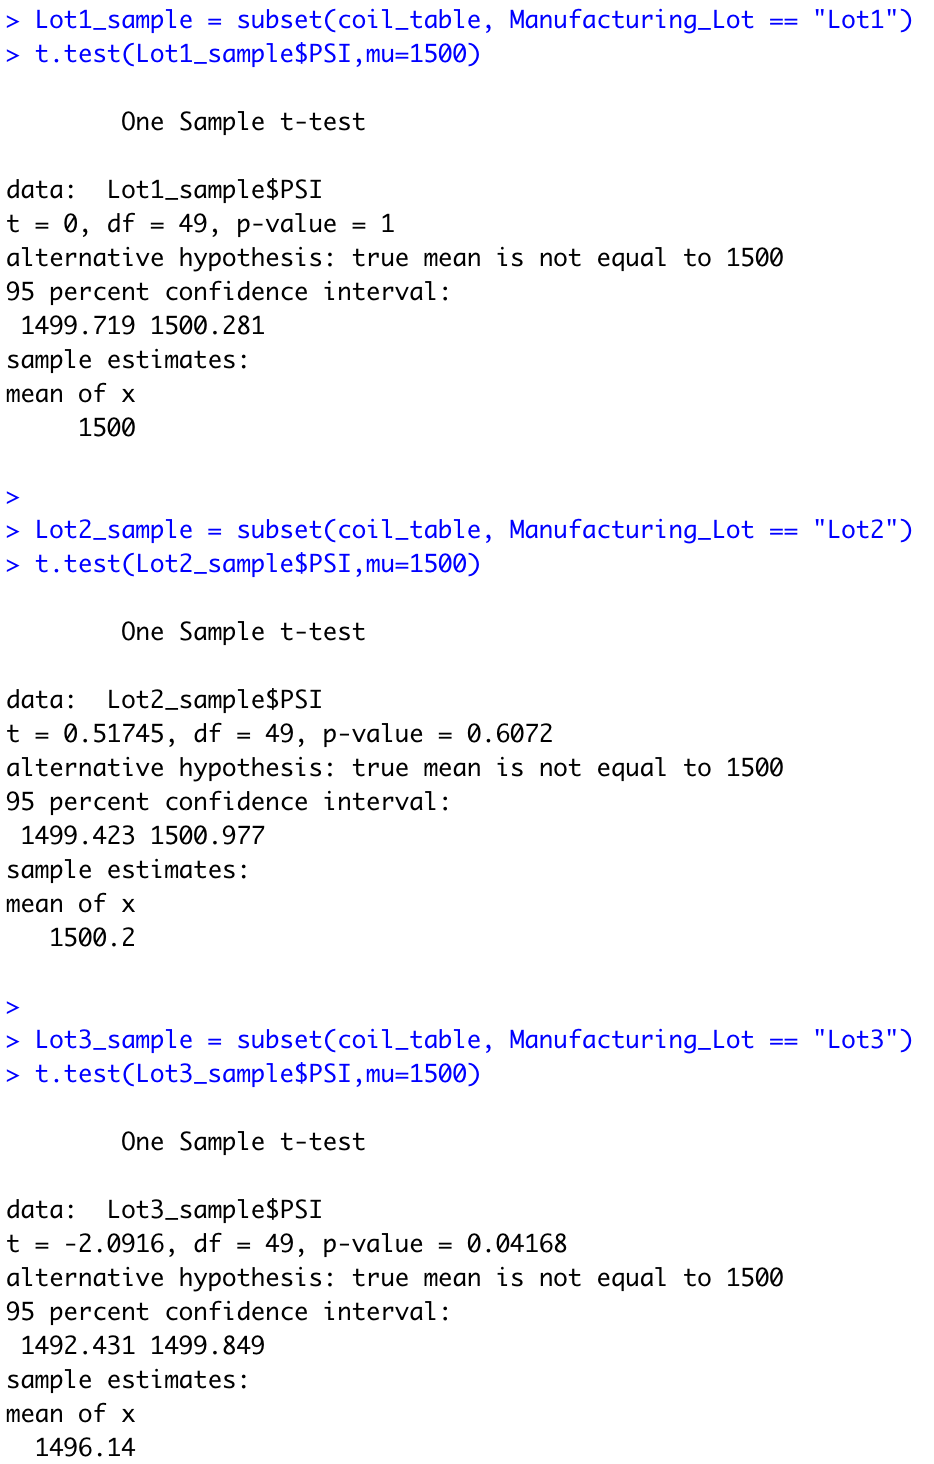 > Lot1_sample = subset(coil_table, Manufacturing_Lot == "Lot1")
> t.test(Lot1_sample$PSI,mu=1500)
One Sample t-test
data:  Lot1_sample$PSI
t = 0, df = 49, p-value = 1
alternative hypothesis: true mean is not equal to 1500
95 percent confidence interval:
 1499.719 1500.281
sample estimates:
mean of x
1500
>
> Lot2_sample = subset(coil_table, Manufacturing_Lot == "Lot2")
> t.test(Lot2_sample$PSI,mu=1500)
One Sample t-test
data:  Lot2_sample$PSI
t = 0.51745, df = 49, p-value = 0.6072
alternative hypothesis: true mean is not equal to 1500
95 percent confidence interval:
 1499.423 1500.977
sample estimates:
mean of x
1500.2
>
> Lot3_sample = subset(coil_table, Manufacturing_Lot == "Lot3")
> t.test(Lot3_sample$PSI,mu=1500)
One Sample t-test
data:  Lot3_sample$PSI
t = -2.0916, df = 49, p-value = 0.04168
alternative hypothesis: true mean is not equal to 1500
95 percent confidence interval:
 1492.431 1499.849
sample estimates:
mean of x
1496.14